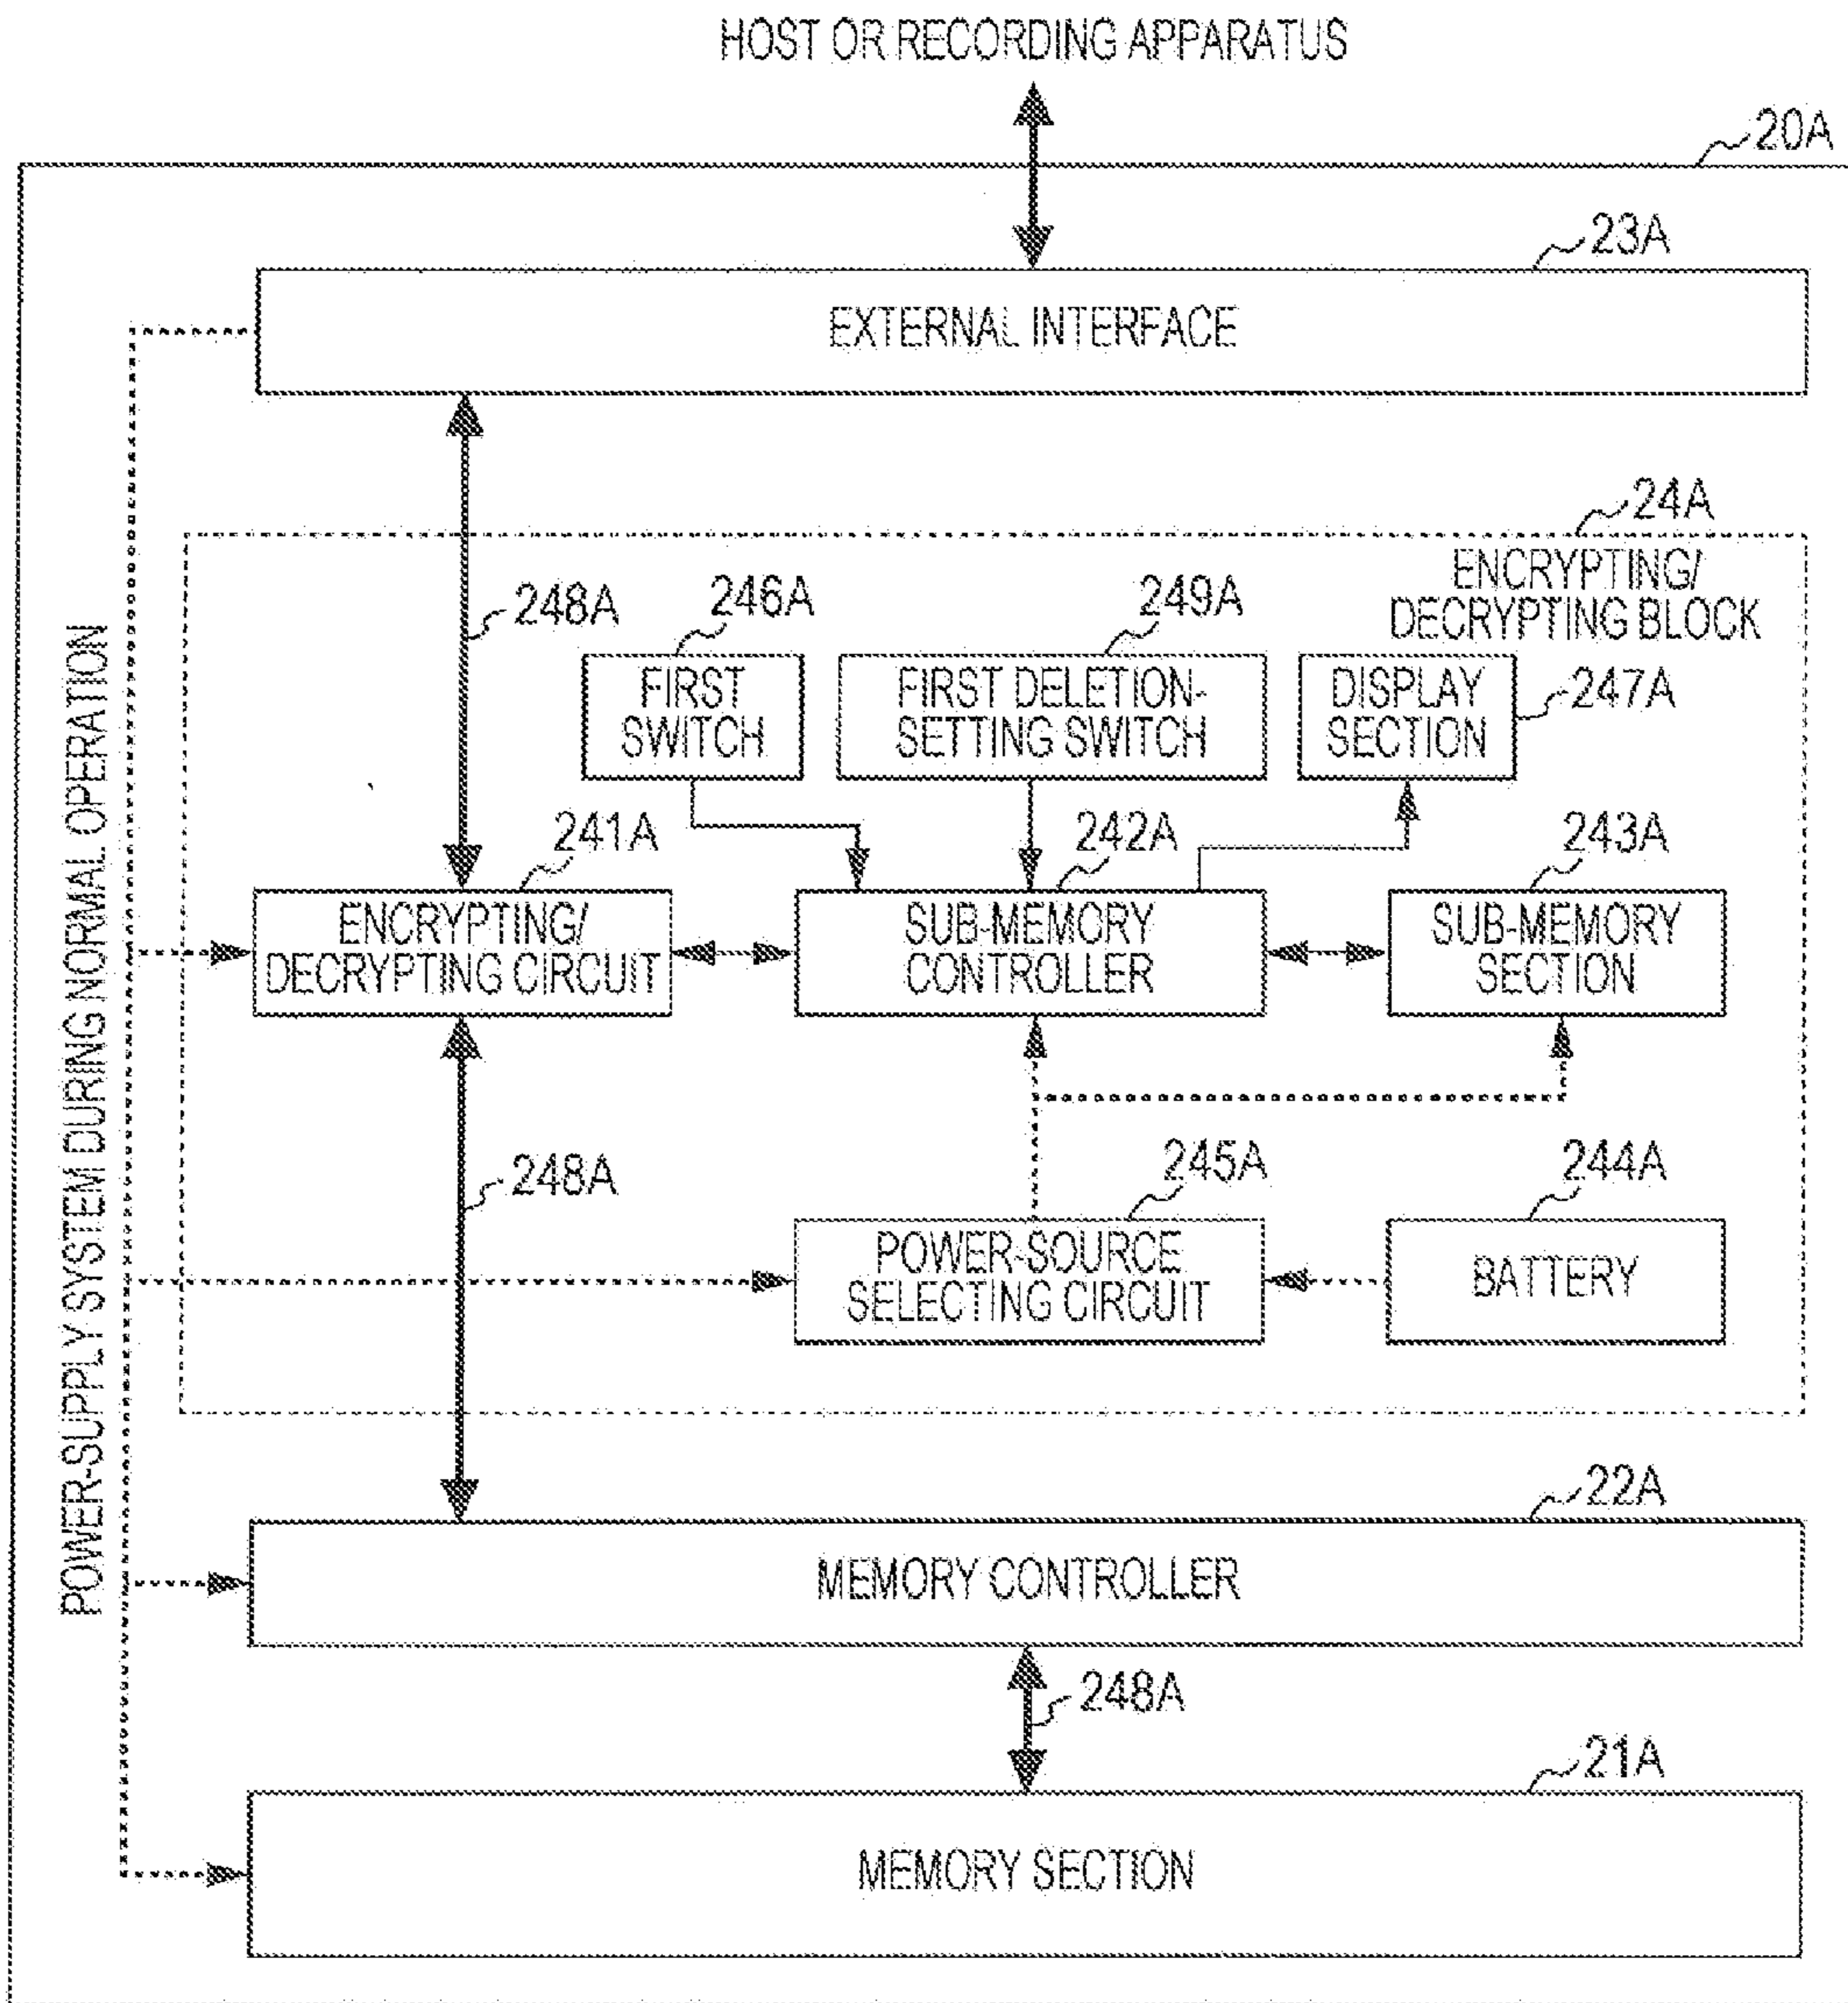 HOST OR RECORDING APPARATUS
20A
23A
EXTERNAL INTERFACE
24A
ENCRYPTING/
DECRYPTING BLOCK
248A
246A
249A
FIRST
SWITCH
FIRST DELETION-
SETTING SWITCH
DISPLAY
SECTION
247A
POWER-SUPPLY SYSTEM DURING NORMAL OPERATION
241A
242A
243A
ENCRYPTING/
DECRYPTING CIRCUIT
SUB-MEMORY
CONTROLLER
SUB-MEMORY
SECTION
248A
245A
244A
POWER-SOURCE
SELECTING CIRCUIT
BATTERY
22A
MEMORY CONTROLLER
248A
21A
MEMORY SECTION